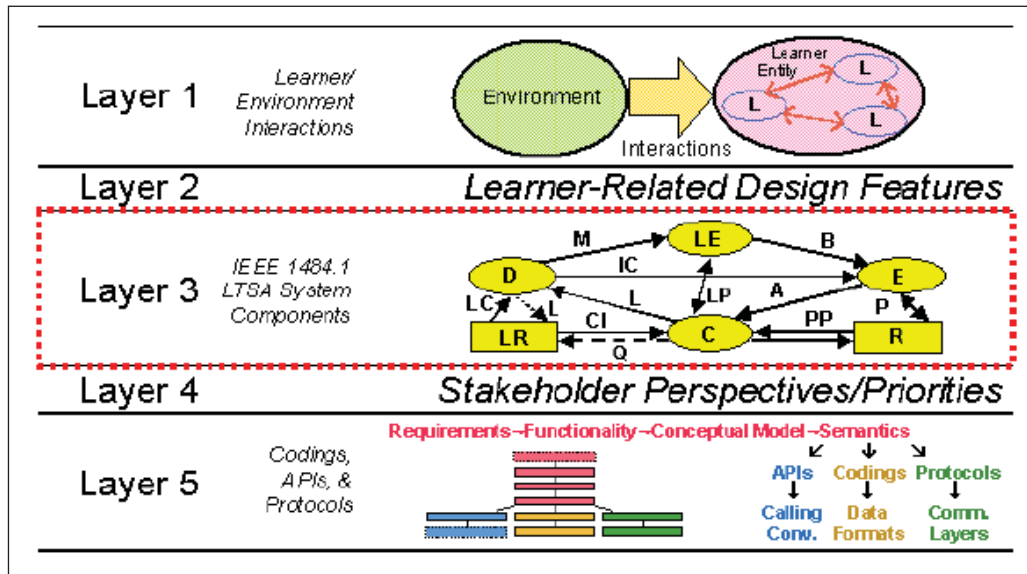 Layer 1
Learner/
Environment
Interactions
Environment
Interactions
Learner
Entity
L
L
L
Layer 2
Learner-Related Design Features
Layer 3
IEEE 1484.1
LTSA System
Components
M
LE
B
D
IC
E
LC
L
L
LP
A
P
LR
CI
Q
C
PP
R
Layer 4
Stakeholder Perspectives/Priorities
Layer 5
Codings,
APIs, &
Protocols
Requirements→Functionality→Conceptual Model→Semantics
APIs
Codings
Protocols
Calling
Conv.
Data
Formats
Comm.
Layers